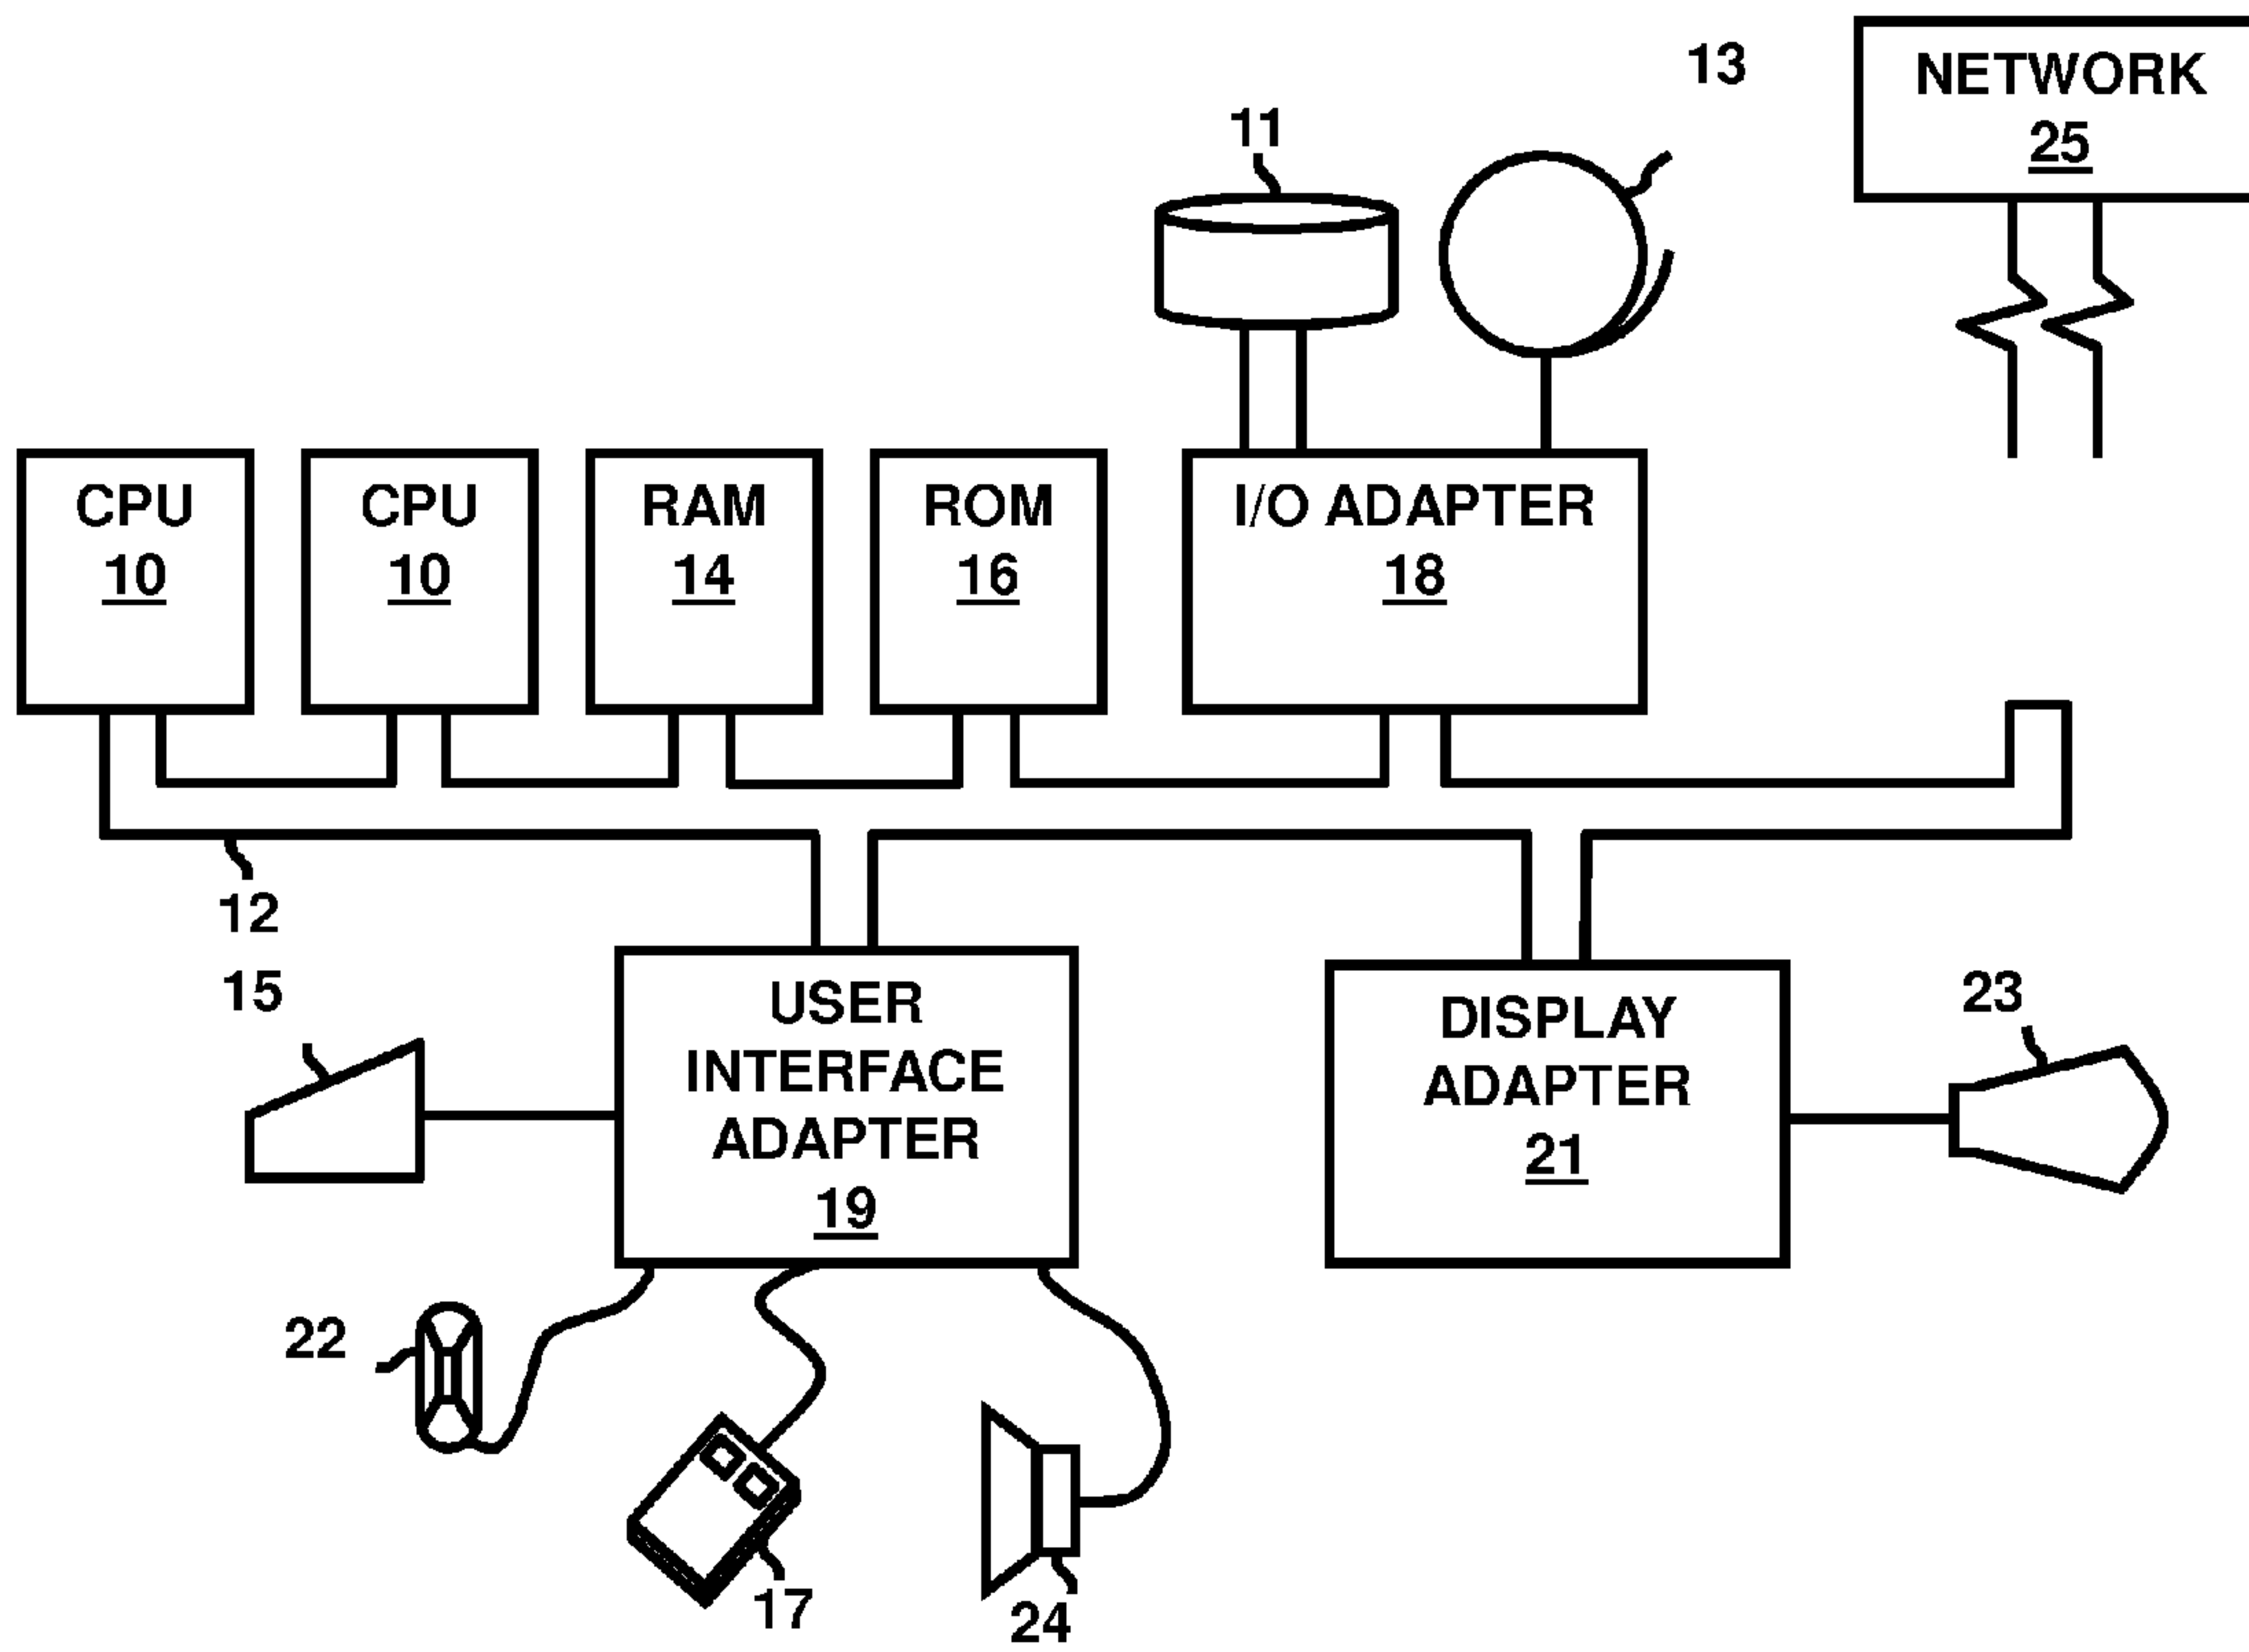 13
NETWORK
25
11
CPU
10
CPU
10
RAM
14
ROM
16
I/O ADAPTER
18
12
15
USER
INTERFACE
ADAPTER
19
DISPLAY
ADAPTER
21
23
22
17
24